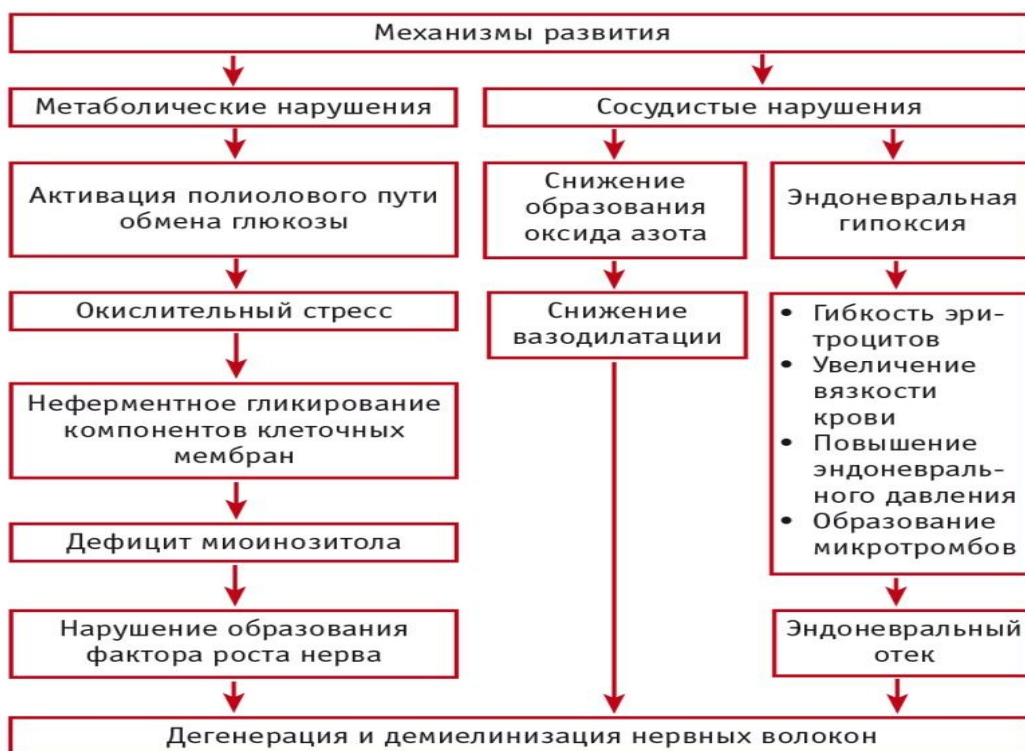 Механизмы развития
Метаболические нарушения
Сосудистые нарушения
Активация полиолового пути
обмена глюкозы
Снижение
образования
оксида азота
Эндоневральная
гипоксия
Окислительный стресс
Снижение
вазодилатации
• Гибкость эри-
троцитов
• Увеличение
вязкости
крови
• Повышение
эндоневраль-
ного давления
• Образование
микротромбов
Неферментное гликирование
компонентов клеточных
мембран
Дефицит миоинозитола
Нарушение образования
фактора роста нерва
Эндоневральный
отек
Дегенерация и демиелинизация нервных волокон